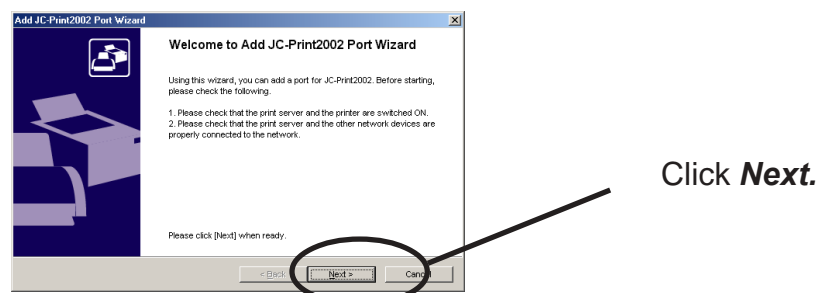 Add JC-Print2002 Port Wizard
Welcome to Add JC-Print2002 Port Wizard
Using this wizard, you can add a port for JC-Print2002. Before starting,
please check the following.
1. Please check that the print server and the printer are switched ON.
2. Please check that the print server and the other network devices are
properly connected to the network.
Please click [Next] when ready.
< Back
Next >
Cancel
Click Next.